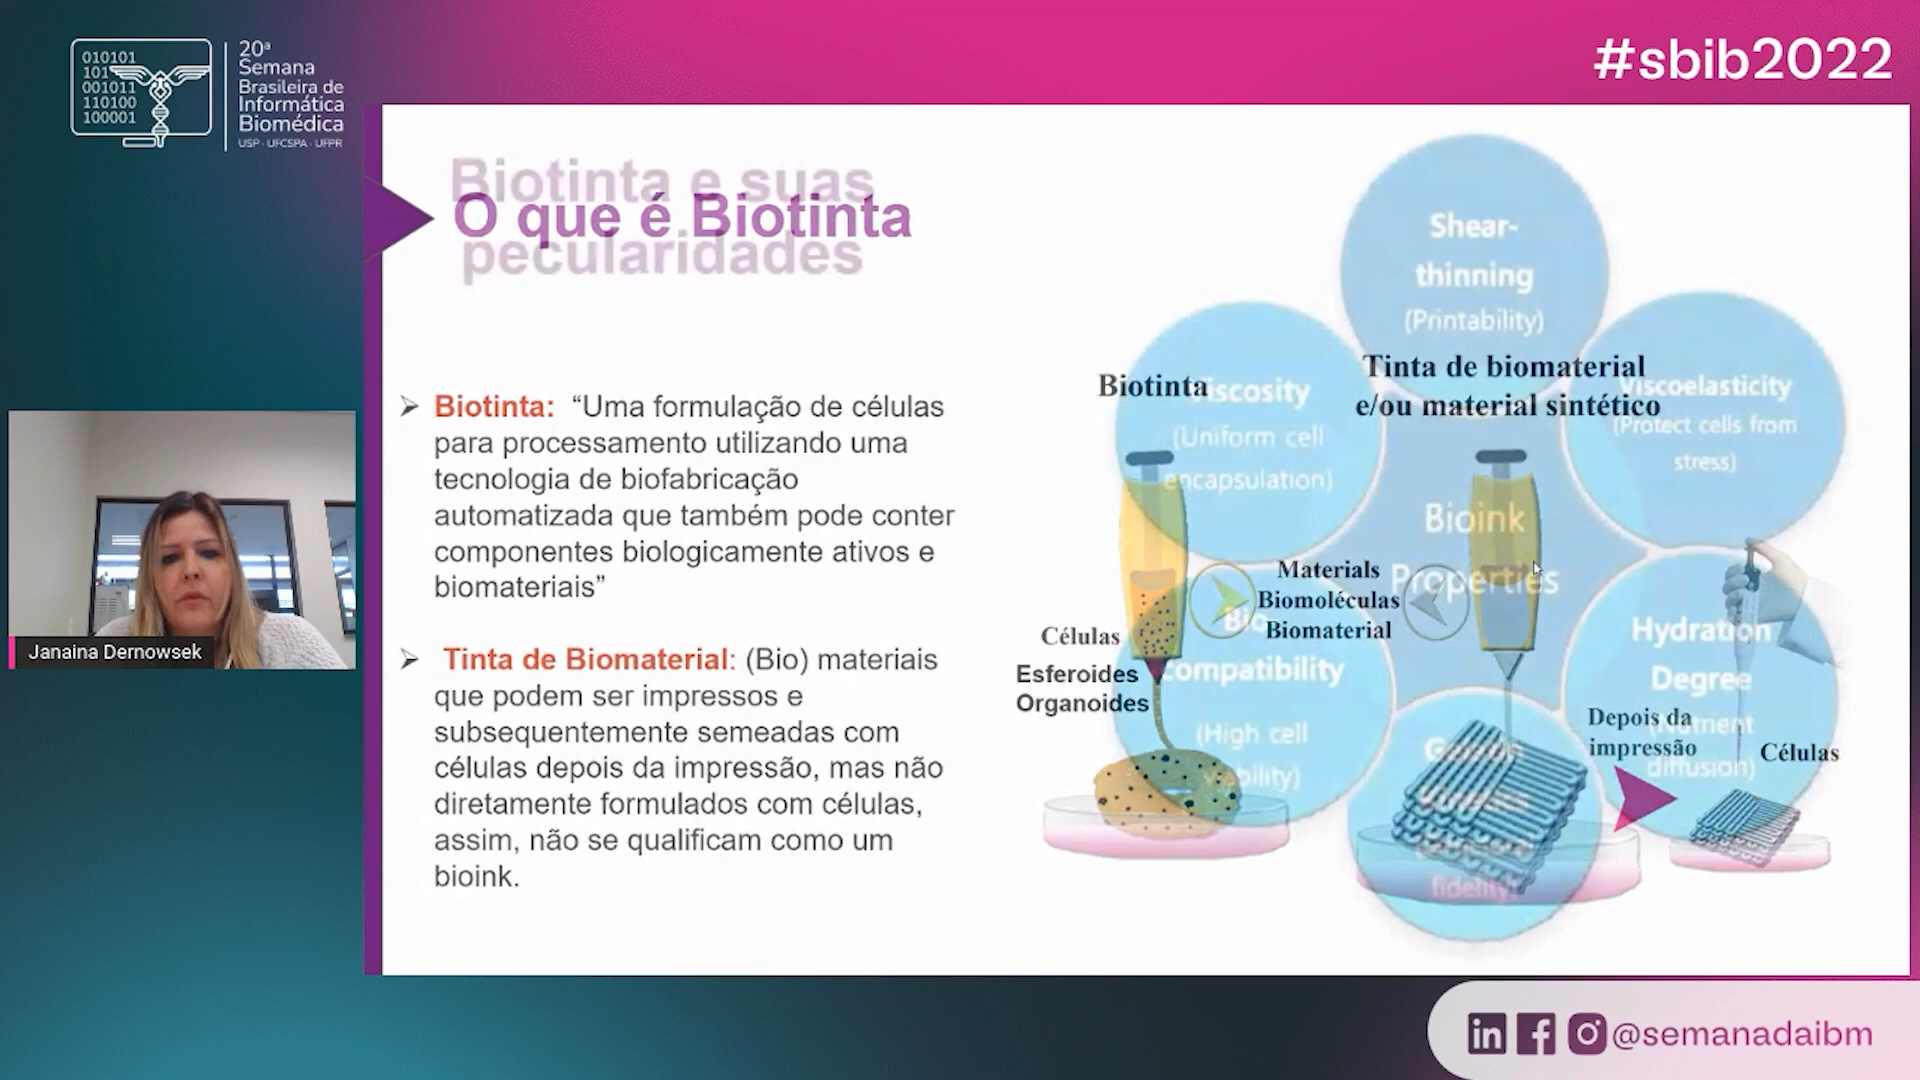 010101
101
001011
110100
100001
20ª
Semana
Brasileira de
Informática
Biomédica
USP · UFCSPA · UFPR
#sbib2022
Biotinta e suas
pecularidades
O que é Biotinta
Biotinta: “Uma formulação de células
para processamento utilizando uma
tecnologia de biofabricação
automatizada que também pode conter
componentes biologicamente ativos e
biomateriais”
Tinta de Biomaterial: (Bio) materiais
que podem ser impressos e
subsequentemente semeadas com
células depois da impressão, mas não
diretamente formulados com células,
assim, não se qualificam como um
bioink.
Shear-
thinning
(Printability)
Biotinta
Viscosity
(Uniform cell
encapsulation)
Tinta de biomaterial
e/ou material sintético
Viscoelasticity
(Protect cells from
stress)
Bioink
Properties
Materials
Biomoléculas
Biomaterial
Bio
compatibility
(High cell
viability)
Células
Esferoides
Organoides
Hydration
Degree
(Nutrient
diffusion)
Depois da
impressão
Células
fidelity)
Janaina Dernowsek
@semanadaibm